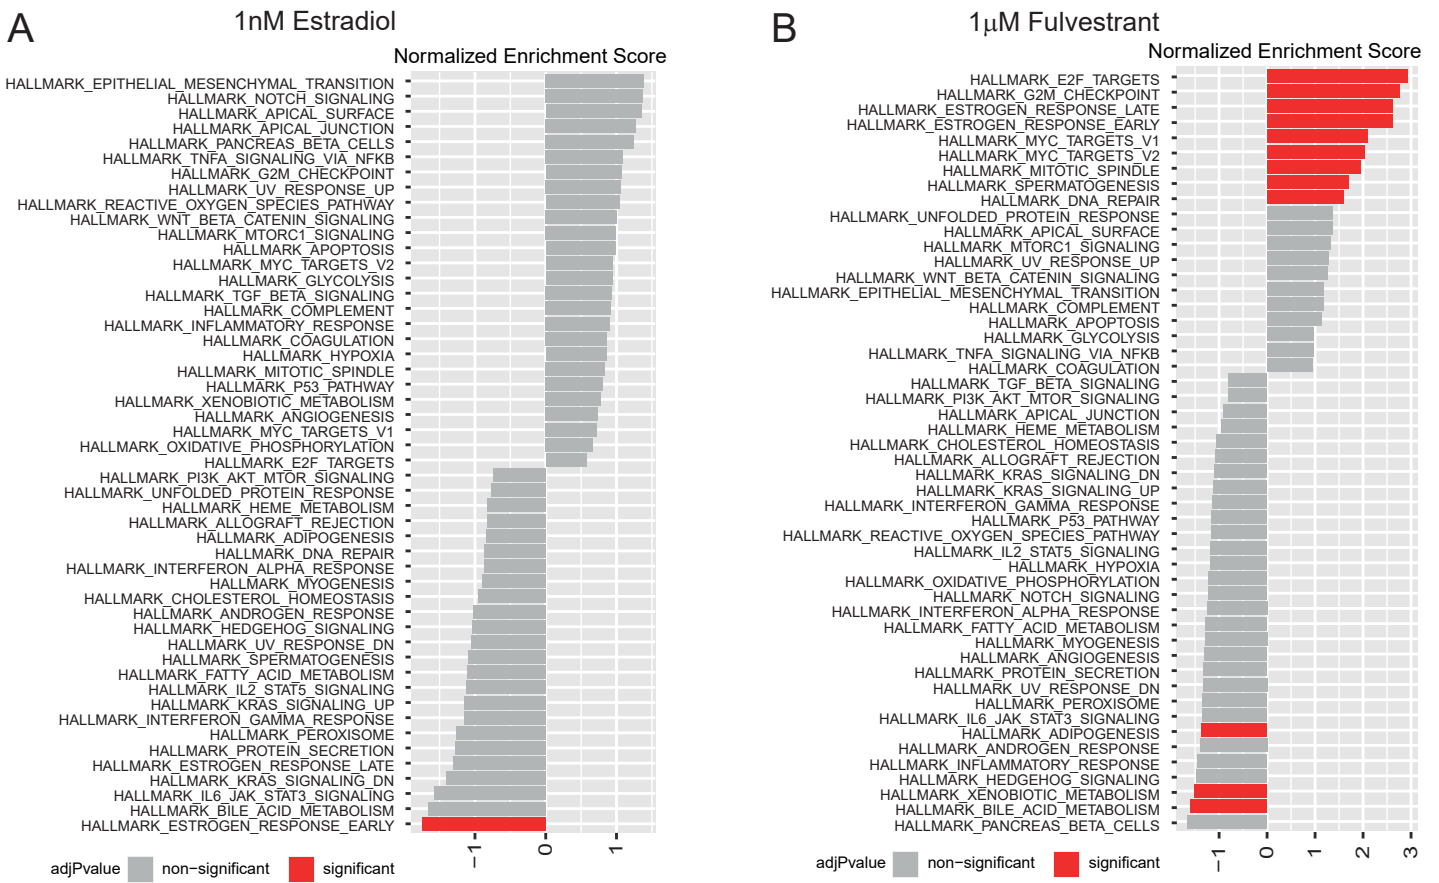 A
1nM Estradiol
Normalized Enrichment Score
HALLMARK_EPITHELIAL_MESENCHYMAL_TRANSITION
HALLMARK_NOTCH_SIGNALING
HALLMARK_APICAL_SURFACE
HALLMARK_APICAL_JUNCTION
HALLMARK_PANCREAS_BETA_CELLS
HALLMARK_TNFA_SIGNALING_VIA_NFKB
HALLMARK_G2M_CHECKPOINT
HALLMARK_UV_RESPONSE_UP
HALLMARK_REACTIVE_OXYGEN_SPECIES_PATHWAY
HALLMARK_WNT_BETA_CATENIN_SIGNALING
HALLMARK_MTORC1_SIGNALING
HALLMARK_APOPTOSIS
HALLMARK_MYC_TARGETS_V2
HALLMARK_GLYCOLYSIS
HALLMARK_TGF_BETA_SIGNALING
HALLMARK_COMPLEMENT
HALLMARK_INFLAMMATORY_RESPONSE
HALLMARK_COAGULATION
HALLMARK_HYPOXIA
HALLMARK_MITOTIC_SPINDLE
HALLMARK_P53_PATHWAY
HALLMARK_XENOBIOTIC_METABOLISM
HALLMARK_ANGIOGENESIS
HALLMARK_MYC_TARGETS_V1
HALLMARK_OXIDATIVE_PHOSPHORYLATION
HALLMARK_E2F_TARGETS
HALLMARK_PI3K_AKT_MTOR_SIGNALING
HALLMARK_UNFOLDED_PROTEIN_RESPONSE
HALLMARK_HEME_METABOLISM
HALLMARK_ALLOGRAFT_REJECTION
HALLMARK_ADIPOGENESIS
HALLMARK_DNA_REPAIR
HALLMARK_INTERFERON_ALPHA_RESPONSE
HALLMARK_MYOGENESIS
HALLMARK_CHOLESTEROL_HOMEOSTASIS
HALLMARK_ANDROGEN_RESPONSE
HALLMARK_HEDGEHOG_SIGNALING
HALLMARK_UV_RESPONSE_DN
HALLMARK_SPERMATOGENESIS
HALLMARK_FATTY_ACID_METABOLISM
HALLMARK_IL2_STAT5_SIGNALING
HALLMARK_KRAS_SIGNALING_UP
HALLMARK_INTERFERON_GAMMA_RESPONSE
HALLMARK_PEROXISOME
HALLMARK_PROTEIN_SECRETION
HALLMARK_ESTROGEN_RESPONSE_LATE
HALLMARK_KRAS_SIGNALING_DN
HALLMARK_IL6_JAK_STAT3_SIGNALING
HALLMARK_BILE_ACID_METABOLISM
HALLMARK_ESTROGEN_RESPONSE_EARLY
−1 0 1
adjPvalue non−significant significant
B
1μM Fulvestrant
Normalized Enrichment Score
HALLMARK_E2F_TARGETS
HALLMARK_G2M_CHECKPOINT
HALLMARK_ESTROGEN_RESPONSE_LATE
HALLMARK_ESTROGEN_RESPONSE_EARLY
HALLMARK_MYC_TARGETS_V1
HALLMARK_MYC_TARGETS_V2
HALLMARK_MITOTIC_SPINDLE
HALLMARK_SPERMATOGENESIS
HALLMARK_DNA_REPAIR
HALLMARK_UNFOLDED_PROTEIN_RESPONSE
HALLMARK_APICAL_SURFACE
HALLMARK_MTORC1_SIGNALING
HALLMARK_UV_RESPONSE_UP
HALLMARK_WNT_BETA_CATENIN_SIGNALING
HALLMARK_EPITHELIAL_MESENCHYMAL_TRANSITION
HALLMARK_COMPLEMENT
HALLMARK_APOPTOSIS
HALLMARK_GLYCOLYSIS
HALLMARK_TNFA_SIGNALING_VIA_NFKB
HALLMARK_COAGULATION
HALLMARK_TGF_BETA_SIGNALING
HALLMARK_PI3K_AKT_MTOR_SIGNALING
HALLMARK_APICAL_JUNCTION
HALLMARK_HEME_METABOLISM
HALLMARK_CHOLESTEROL_HOMEOSTASIS
HALLMARK_ALLOGRAFT_REJECTION
HALLMARK_KRAS_SIGNALING_DN
HALLMARK_KRAS_SIGNALING_UP
HALLMARK_INTERFERON_GAMMA_RESPONSE
HALLMARK_P53_PATHWAY
HALLMARK_REACTIVE_OXYGEN_SPECIES_PATHWAY
HALLMARK_IL2_STAT5_SIGNALING
HALLMARK_HYPOXIA
HALLMARK_OXIDATIVE_PHOSPHORYLATION
HALLMARK_NOTCH_SIGNALING
HALLMARK_INTERFERON_ALPHA_RESPONSE
HALLMARK_FATTY_ACID_METABOLISM
HALLMARK_MYOGENESIS
HALLMARK_ANGIOGENESIS
HALLMARK_PROTEIN_SECRETION
HALLMARK_UV_RESPONSE_DN
HALLMARK_PEROXISOME
HALLMARK_IL6_JAK_STAT3_SIGNALING
HALLMARK_ADIPOGENESIS
HALLMARK_ANDROGEN_RESPONSE
HALLMARK_INFLAMMATORY_RESPONSE
HALLMARK_HEDGEHOG_SIGNALING
HALLMARK_XENOBIOTIC_METABOLISM
HALLMARK_BILE_ACID_METABOLISM
HALLMARK_PANCREAS_BETA_CELLS
−1 0 1 2 3
adjPvalue non−significant significant